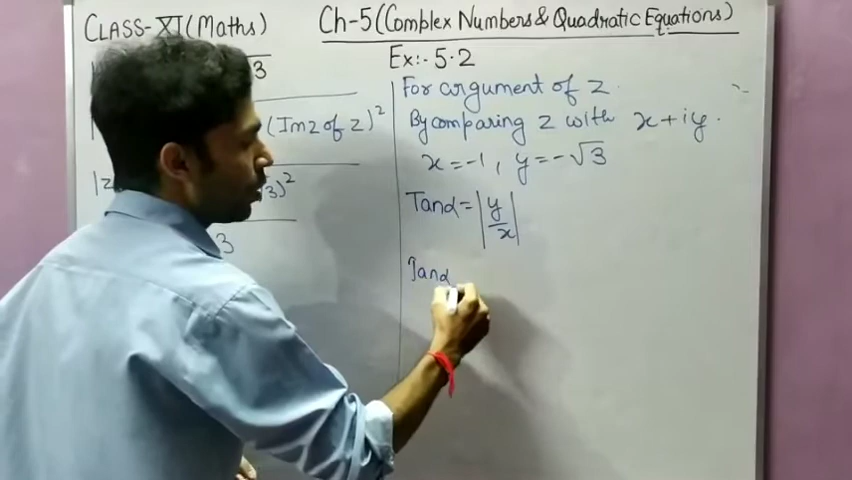 CLASS-XI (Maths)
Ch-5 (Complex Numbers & Quadratic Equations)
Ex:- 5.2
3
(Imz of z)²
|z
3)²
3
For argument of z.
By comparing z with x+iy.
x = -1, y = -√3
Tanα = |y/x|
Tanα